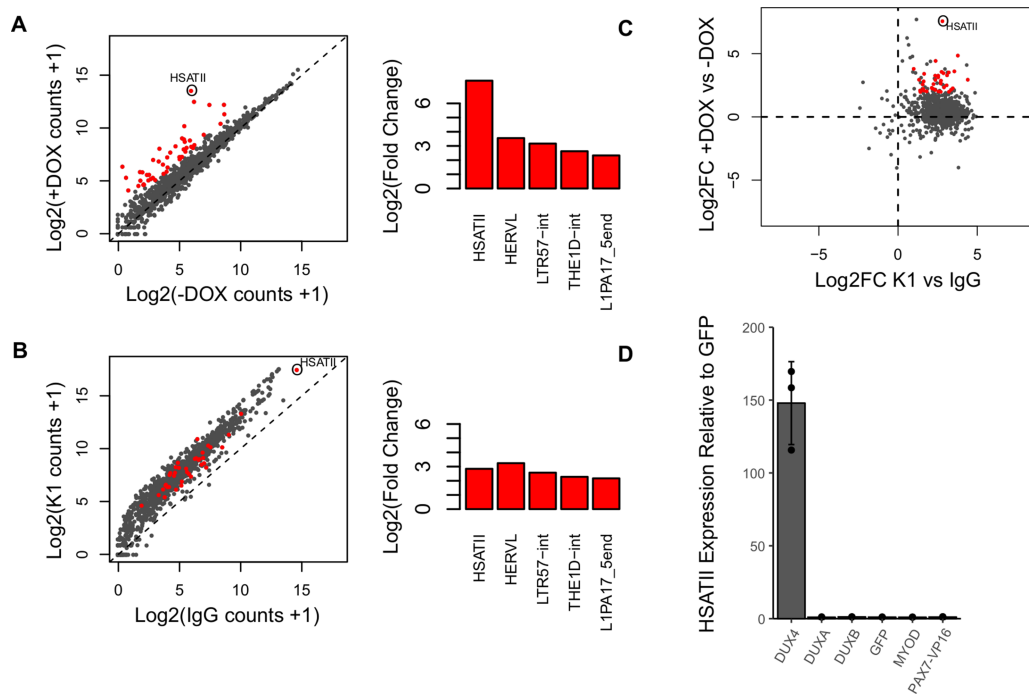 A
Log2(+DOX counts +1)
15
10
5
0
HSATII
0 5 10 15
Log2(-DOX counts +1)
Log2(Fold Change)
6
3
0
HSATII
HERVL
LTR57−int
THE1D−int
L1PA17_5end
B
Log2(K1 counts +1)
15
10
5
0
HSATII
0 5 10 15
Log2(IgG counts +1)
Log2(Fold Change)
6
3
0
HSATII
HERVL
LTR57−int
THE1D−int
L1PA17_5end
C
Log2FC +DOX vs -DOX
5
0
−5
HSATII
−5 0 5
Log2FC K1 vs IgG
D
HSATII Expression Relative to GFP
200
150
100
50
0
DUX4
DUXA
DUXB
GFP
MYOD
PAX7-VP16